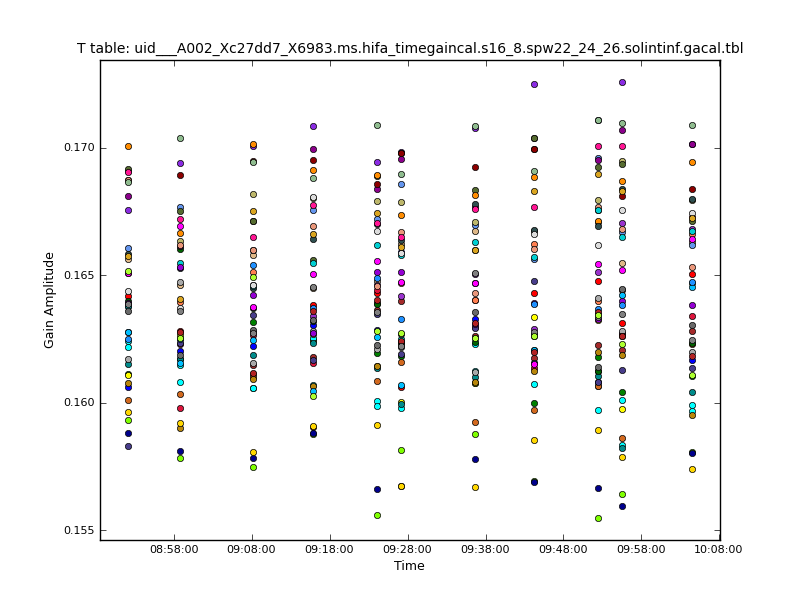 T table: uid___A002_Xc27dd7_X6983.ms.hifa_timegaincal.s16_8.spw22_24_26.solintinf.gacal.tbl
0.170
0.165
0.160
0.155
Gain Amplitude
08:58:00 09:08:00 09:18:00 09:28:00 09:38:00 09:48:00 09:58:00 10:08:00
Time